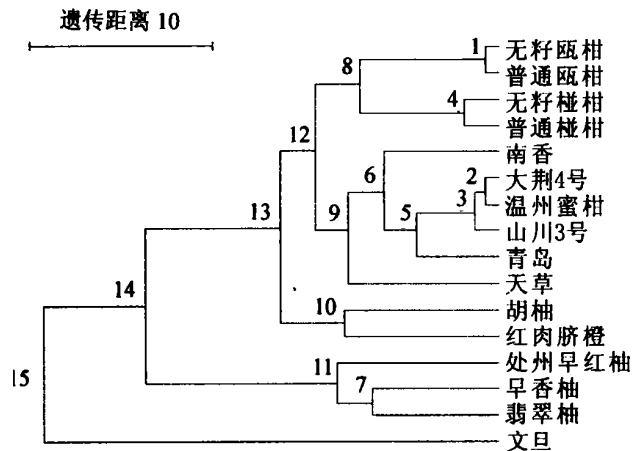 遗传距离 10
1
无籽瓯柑
普通瓯柑
8
4
无籽椪柑
普通椪柑
12
南香
6
2
大荆4号
3
温州蜜柑
13
9
5
山川3号
青岛
14
天草
10
胡柚
红肉脐橙
15
11
处州早红柚
7
早香柚
翡翠柚
文旦